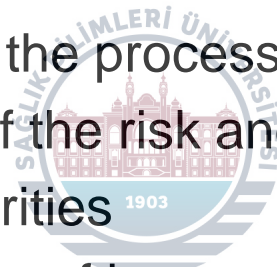 the process
f the risk an
rities
SAĞLIK BİLİMLERİ ÜNİVERSİTESİ
1903